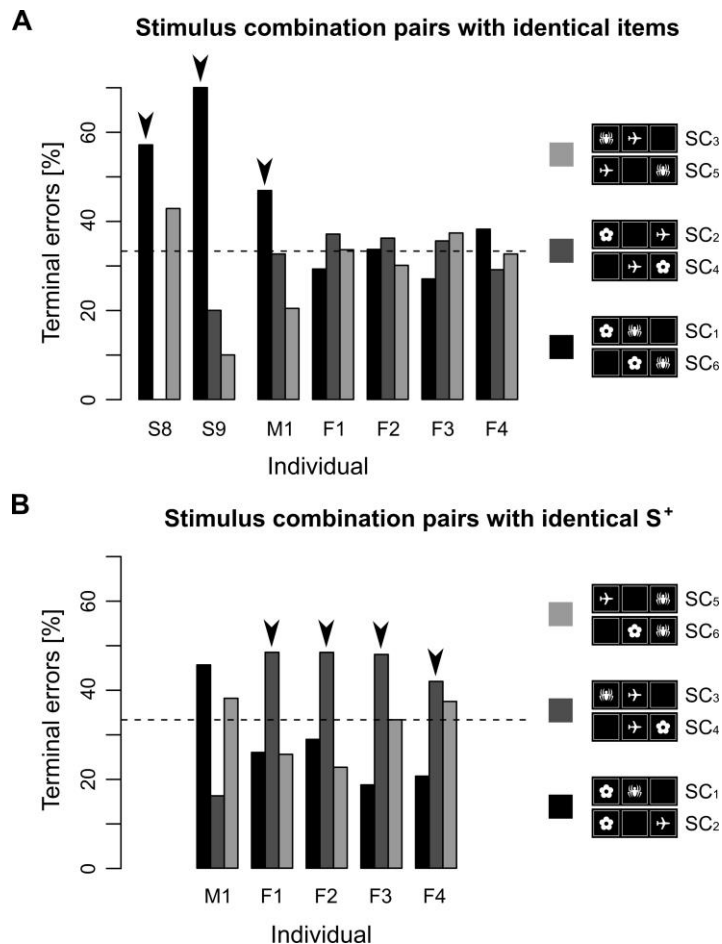 A
Stimulus combination pairs with identical items
Terminal errors [%]
60
40
20
0
SC3
SC5
SC2
SC4
SC1
SC6
S8 S9 M1 F1 F2 F3 F4
Individual
B
Stimulus combination pairs with identical S+
Terminal errors [%]
60
40
20
0
SC5
SC6
SC3
SC4
SC1
SC2
M1 F1 F2 F3 F4
Individual